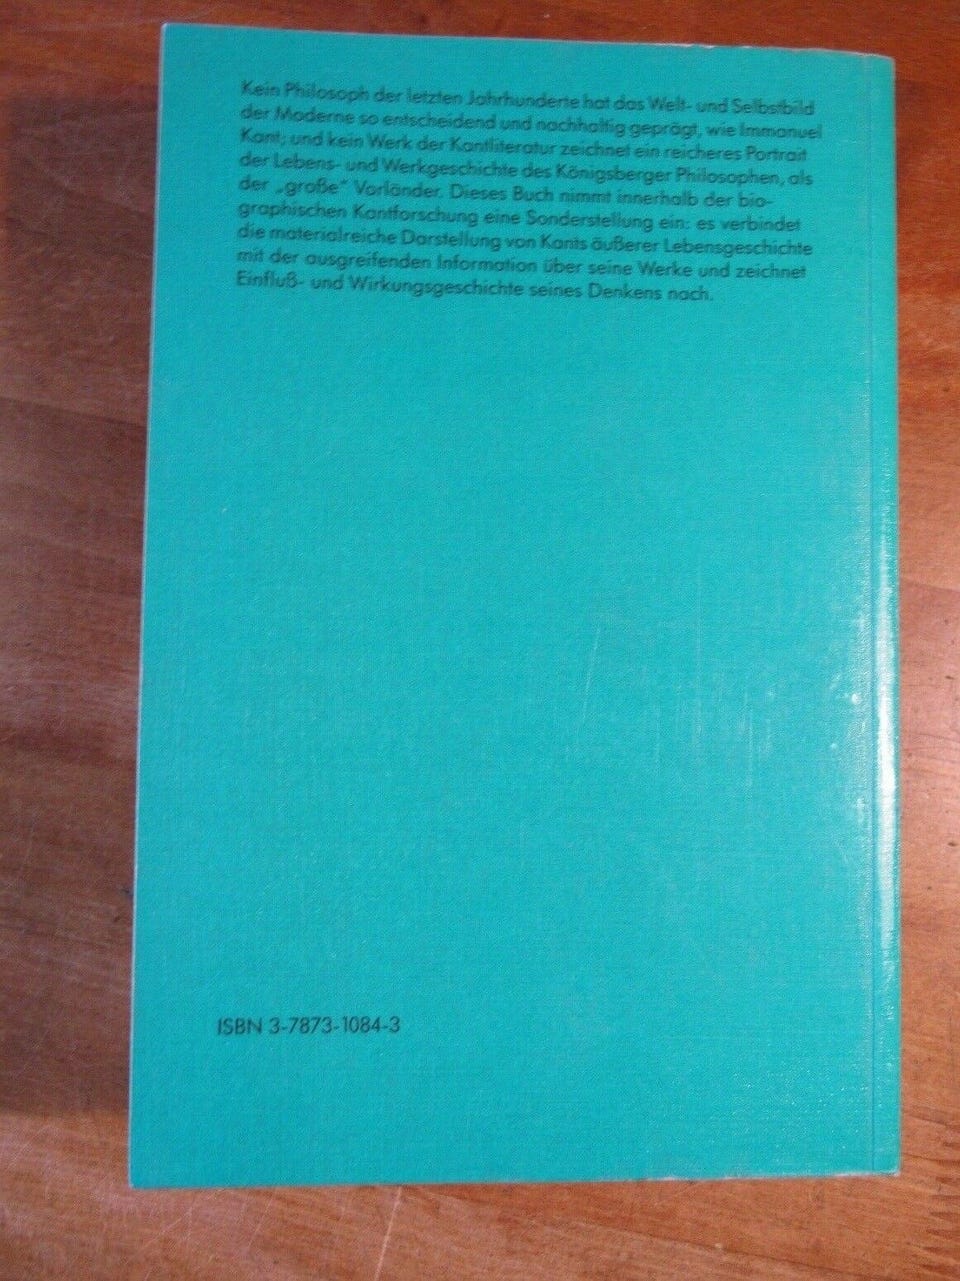 Kein Philosoph der letzten Jahrhunderte hat das Welt- und Selbstbild
der Moderne so entscheidend und nachhaltig geprägt, wie Immanuel
Kant; und kein Werk der Kantliteratur zeichnet ein reicheres Portrait
der Lebens- und Werkgeschichte des Königsberger Philosophen, als
der „große“ Vorländer. Dieses Buch nimmt innerhalb der bio-
graphischen Kantforschung eine Sonderstellung ein: es verbindet
die materialreiche Darstellung von Kants äußerer Lebensgeschichte
mit der ausgreifenden Information über seine Werke und zeichnet
Einfluß- und Wirkungsgeschichte seines Denkens nach.
ISBN 3-7873-1084-3